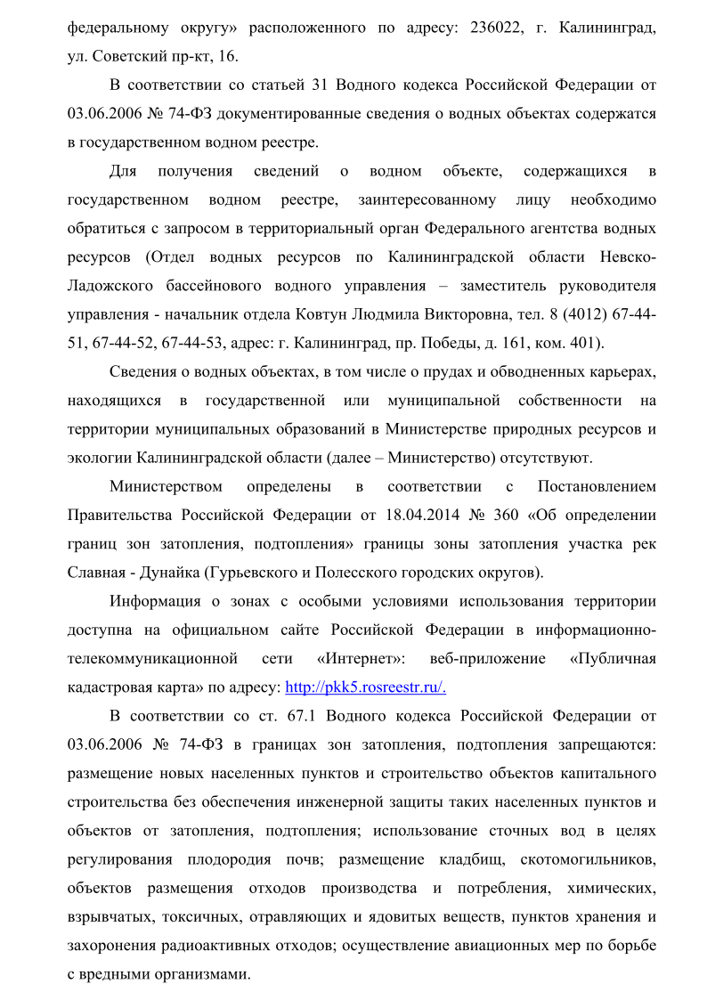 федеральному округу» расположенного по адресу: 236022, г. Калининград,
ул. Советский пр-кт, 16.
В соответствии со статьей 31 Водного кодекса Российской Федерации от
03.06.2006 № 74-ФЗ документированные сведения о водных объектах содержатся
в государственном водном реестре.
Для получения сведений о водном объекте, содержащихся в
государственном водном реестре, заинтересованному лицу необходимо
обратиться с запросом в территориальный орган Федерального агентства водных
ресурсов (Отдел водных ресурсов по Калининградской области Невско-
Ладожского бассейнового водного управления – заместитель руководителя
управления - начальник отдела Ковтун Людмила Викторовна, тел. 8 (4012) 67-44-
51, 67-44-52, 67-44-53, адрес: г. Калининград, пр. Победы, д. 161, ком. 401).
Сведения о водных объектах, в том числе о прудах и обводненных карьерах,
находящихся в государственной или муниципальной собственности на
территории муниципальных образований в Министерстве природных ресурсов и
экологии Калининградской области (далее – Министерство) отсутствуют.
Министерством определены в соответствии с Постановлением
Правительства Российской Федерации от 18.04.2014 № 360 «Об определении
границ зон затопления, подтопления» границы зоны затопления участка рек
Славная - Дунайка (Гурьевского и Полесского городских округов).
Информация о зонах с особыми условиями использования территории
доступна на официальном сайте Российской Федерации в информационно-
телекоммуникационной сети «Интернет»: веб-приложение «Публичная
кадастровая карта» по адресу: http://pkk5.rosreestr.ru/.
В соответствии со ст. 67.1 Водного кодекса Российской Федерации от
03.06.2006 № 74-ФЗ в границах зон затопления, подтопления запрещаются:
размещение новых населенных пунктов и строительство объектов капитального
строительства без обеспечения инженерной защиты таких населенных пунктов и
объектов от затопления, подтопления; использование сточных вод в целях
регулирования плодородия почв; размещение кладбищ, скотомогильников,
объектов размещения отходов производства и потребления, химических,
взрывчатых, токсичных, отравляющих и ядовитых веществ, пунктов хранения и
захоронения радиоактивных отходов; осуществление авиационных мер по борьбе
с вредными организмами.